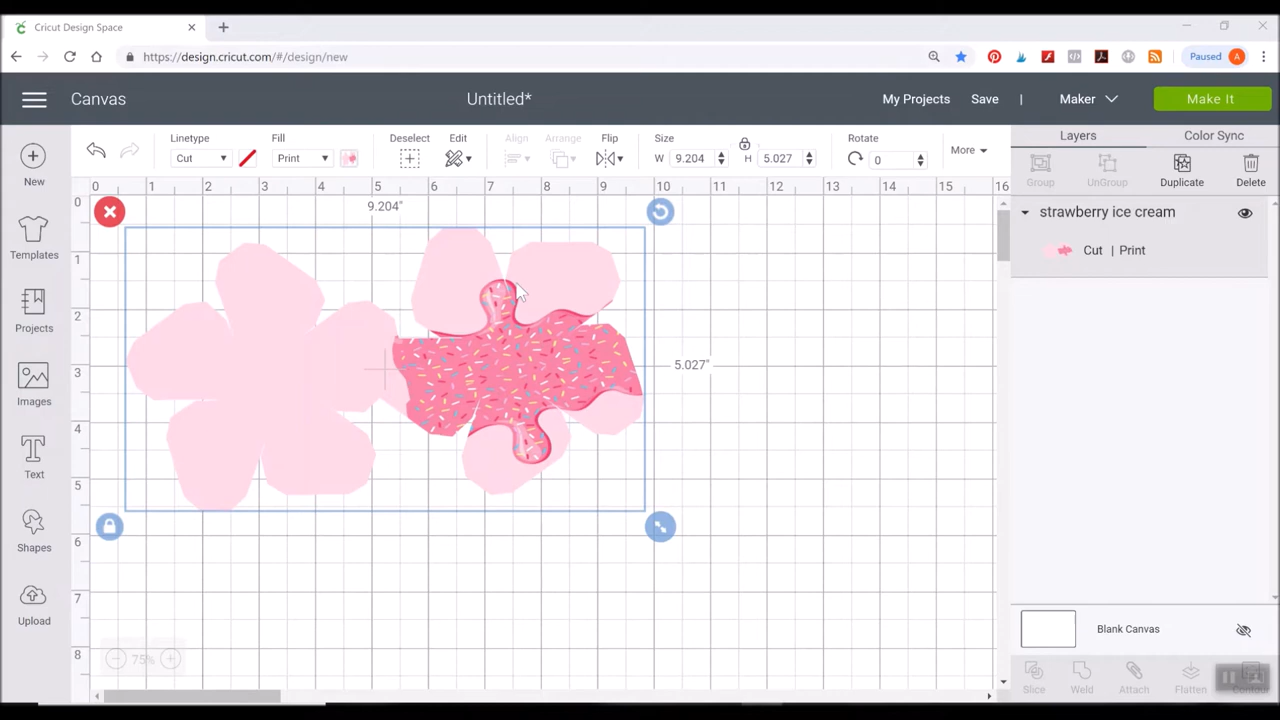 Cricut Design Space
https://design.cricut.com/#/design/new
Paused
A
Canvas
Untitled*
My Projects
Save
|
Maker
Make It
Linetype
Fill
Deselect
Edit
Align
Arrange
Flip
Size
Rotate
Cut
Print
W 9.204
H 5.027
0
More
Layers
Color Sync
Group
UnGroup
Duplicate
Delete
New
Templates
Projects
Images
Text
Shapes
Upload
0 1 2 3 4 5 6 7 8 9 10 11 12 13 14 15 16
0
1
2
3
4
5
6
7
8
9.204"
5.027"
75%
strawberry ice cream
Cut | Print
Blank Canvas
Slice
Weld
Attach
Flatten
Contour